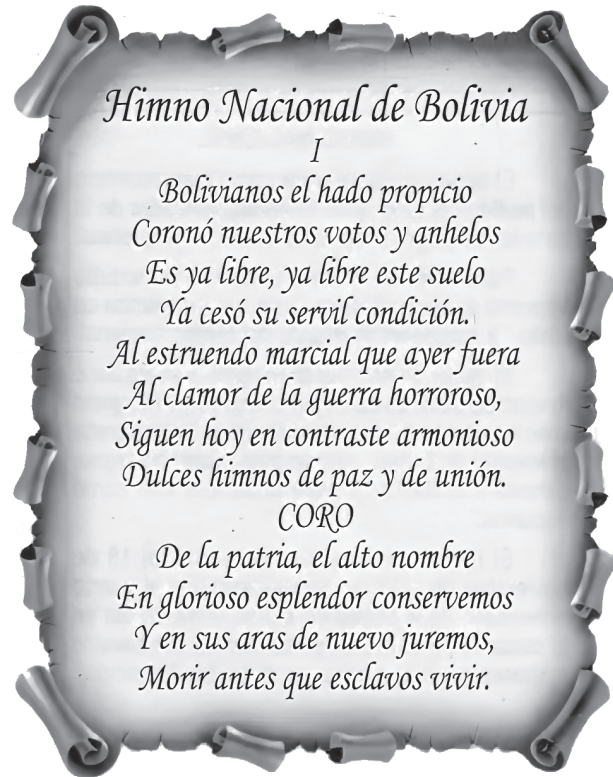 Himno Nacional de Bolivia
I
Bolivianos el hado propicio
Coronó nuestros votos y anhelos
Es ya libre, ya libre este suelo
Ya cesó su servil condición.
Al estruendo marcial que ayer fuera
Al clamor de la guerra horroroso,
Siguen hoy en contraste armonioso
Dulces himnos de paz y de unión.
CORO
De la patria, el alto nombre
En glorioso esplendor conservemos
Y en sus aras de nuevo juremos,
Morir antes que esclavos vivir.